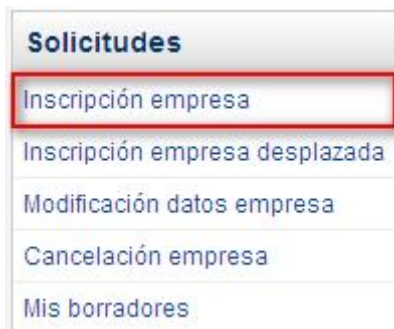 Solicitudes
Inscripción empresa
Inscripción empresa desplazada
Modificación datos empresa
Cancelación empresa
Mis borradores